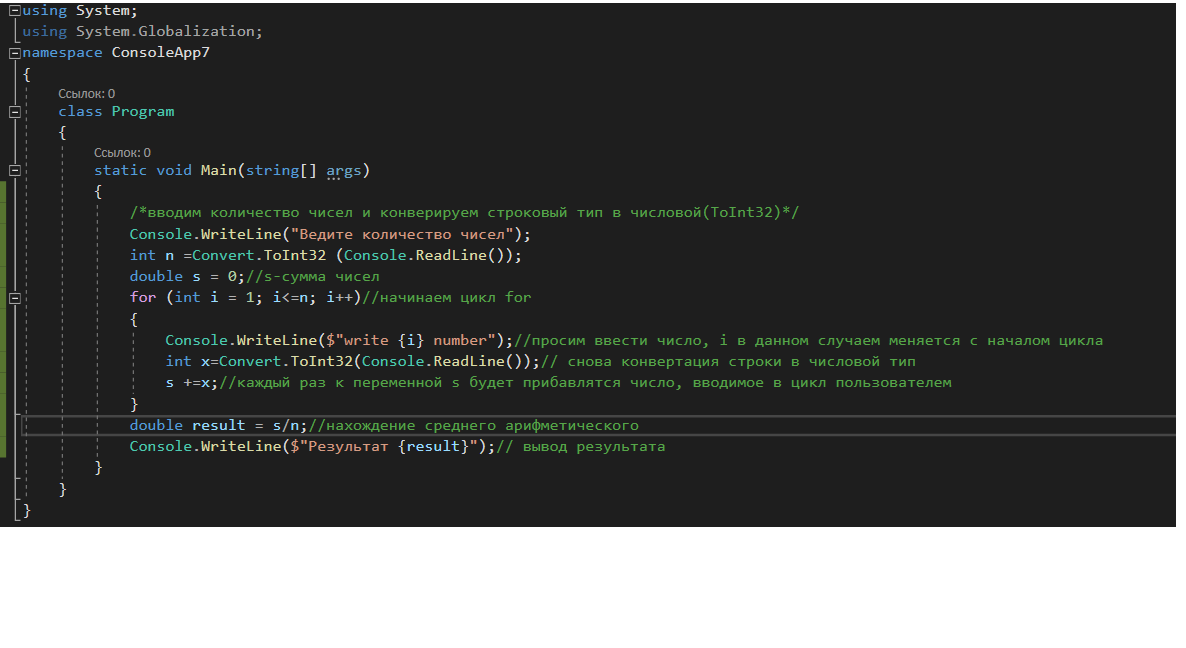 using System;
using System.Globalization;
namespace ConsoleApp7
{
Ссылок: 0
class Program
{
Ссылок: 0
static void Main(string[] args)
{
/*вводим количество чисел и конверируем строковый тип в числовой(ToInt32)*/
Console.WriteLine("Ведите количество чисел");
int n =Convert.ToInt32 (Console.ReadLine());
double s = 0;//s-сумма чисел
for (int i = 1; i<=n; i++)//начинаем цикл for
{
Console.WriteLine($"write {i} number");//просим ввести число, i в данном случаем меняется с началом цикла
int x=Convert.ToInt32(Console.ReadLine());// снова конвертация строки в числовой тип
s +=x;//каждый раз к переменной s будет прибавлятся число, вводимое в цикл пользователем
}
double result = s/n;//нахождение среднего арифметического
Console.WriteLine($"Результат {result}");// вывод результата
}
}
}